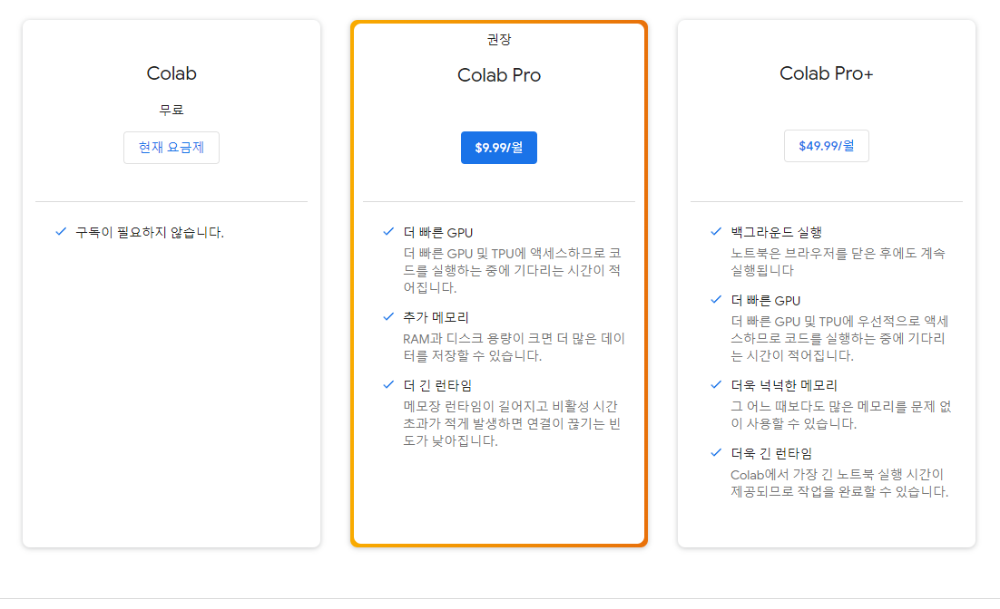 Colab
무료
현재 요금제
구독이 필요하지 않습니다.
권장
Colab Pro
$9.99/월
더 빠른 GPU
더 빠른 GPU 및 TPU에 액세스하므로 코
드를 실행하는 중에 기다리는 시간이 적
어집니다.
추가 메모리
RAM과 디스크 용량이 크면 더 많은 데이
터를 저장할 수 있습니다.
더 긴 런타임
메모장 런타임이 길어지고 비활성 시간
초과가 적게 발생하면 연결이 끊기는 빈
도가 낮아집니다.
Colab Pro+
$49.99/월
백그라운드 실행
노트북은 브라우저를 닫은 후에도 계속
실행됩니다
더 빠른 GPU
더 빠른 GPU 및 TPU에 우선적으로 액세
스하므로 코드를 실행하는 중에 기다리
는 시간이 적어집니다.
더욱 넉넉한 메모리
그 어느 때보다도 많은 메모리를 문제 없
이 사용할 수 있습니다.
더욱 긴 런타임
Colab에서 가장 긴 노트북 실행 시간이
제공되므로 작업을 완료할 수 있습니다.